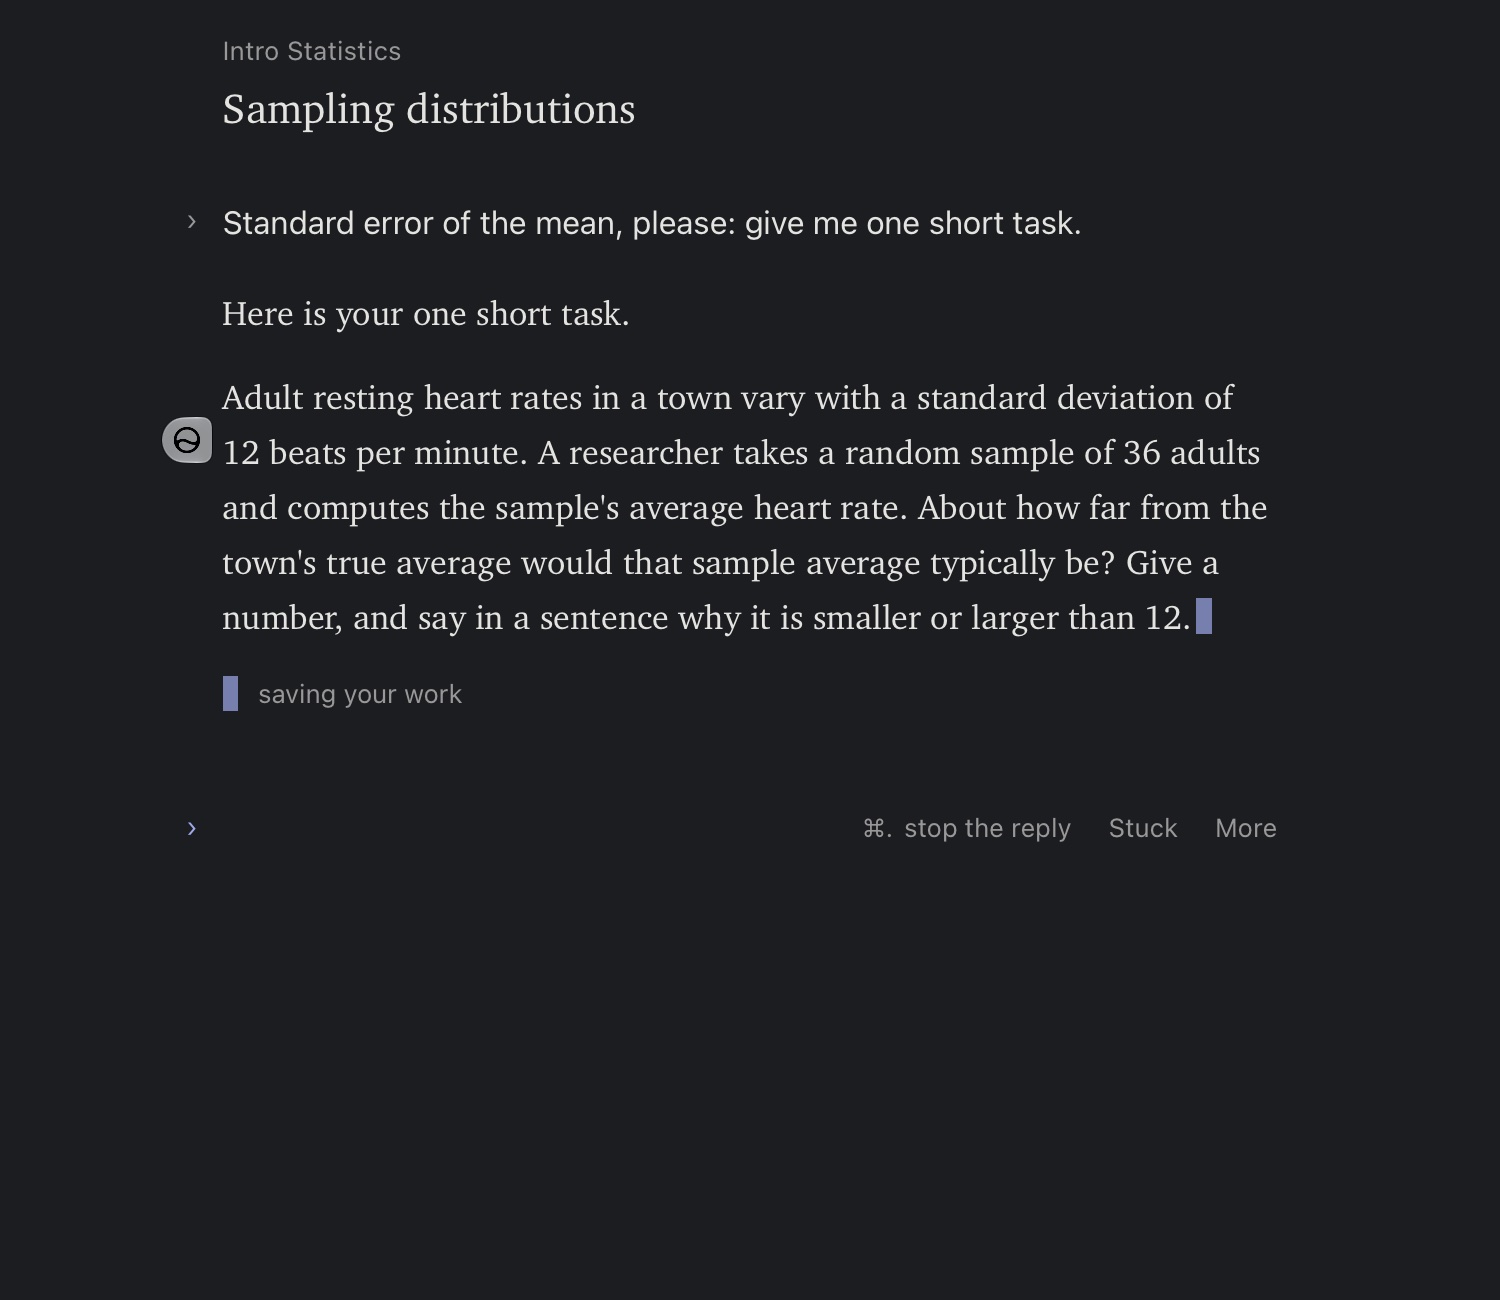 Intro Statistics
Sampling distributions
› Standard error of the mean, please: give me one short task.
Here is your one short task.
Adult resting heart rates in a town vary with a standard deviation of
12 beats per minute. A researcher takes a random sample of 36 adults
and computes the sample's average heart rate. About how far from the
town's true average would that sample average typically be? Give a
number, and say in a sentence why it is smaller or larger than 12.
saving your work
› ⌘. stop the reply Stuck More